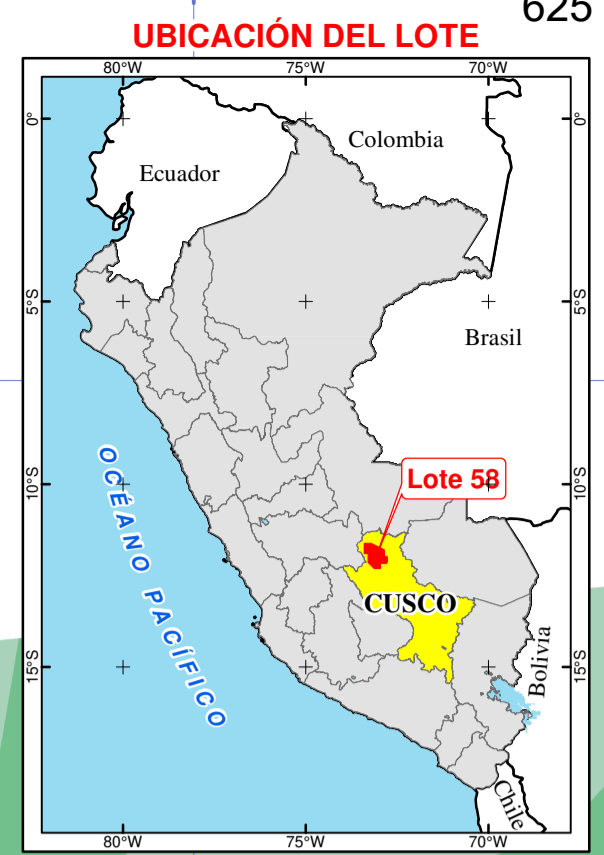 625
UBICACIÓN DEL LOTE
80°W 75°W 70°W
0° 0°
Colombia
Ecuador
5°S 5°S
Brasil
10°S 10°S
Lote 58
OCÉANO PACÍFICO
CUSCO
15°S 15°S
Bolivia
Chile
80°W 75°W 70°W